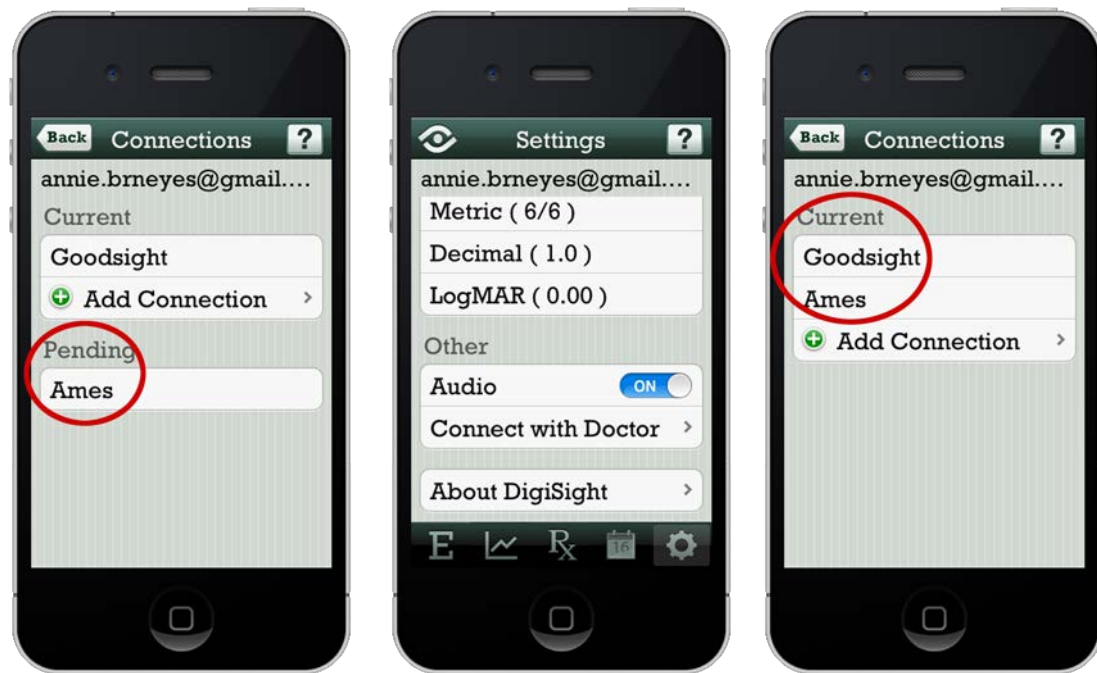 Back Connections ?
annie.brneyes@gmail....
Current
Goodsight
Add Connection >
Pending
Ames
Settings ?
annie.brneyes@gmail....
Metric ( 6/6 )
Decimal ( 1.0 )
LogMAR ( 0.00 )
Other
Audio ON
Connect with Doctor >
About DigiSight >
E Rx 16
Back Connections ?
annie.brneyes@gmail....
Current
Goodsight
Ames
Add Connection >